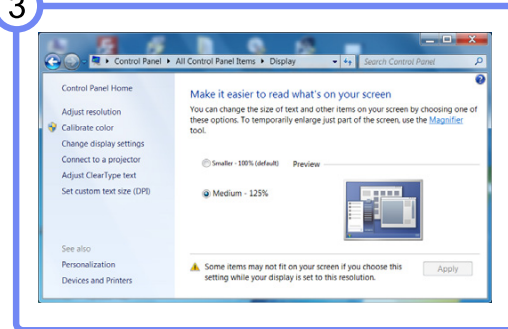 3
Control Panel ▸ All Control Panel Items ▸ Display
Search Control Panel
Control Panel Home
Adjust resolution
Calibrate color
Change display settings
Connect to a projector
Adjust ClearType text
Set custom text size (DPI)
See also
Personalization
Devices and Printers
Make it easier to read what's on your screen
You can change the size of text and other items on your screen by choosing one of
these options. To temporarily enlarge just part of the screen, use the Magnifier
tool.
Smaller - 100% (default) Preview
Medium - 125%
Some items may not fit on your screen if you choose this
setting while your display is set to this resolution.
Apply